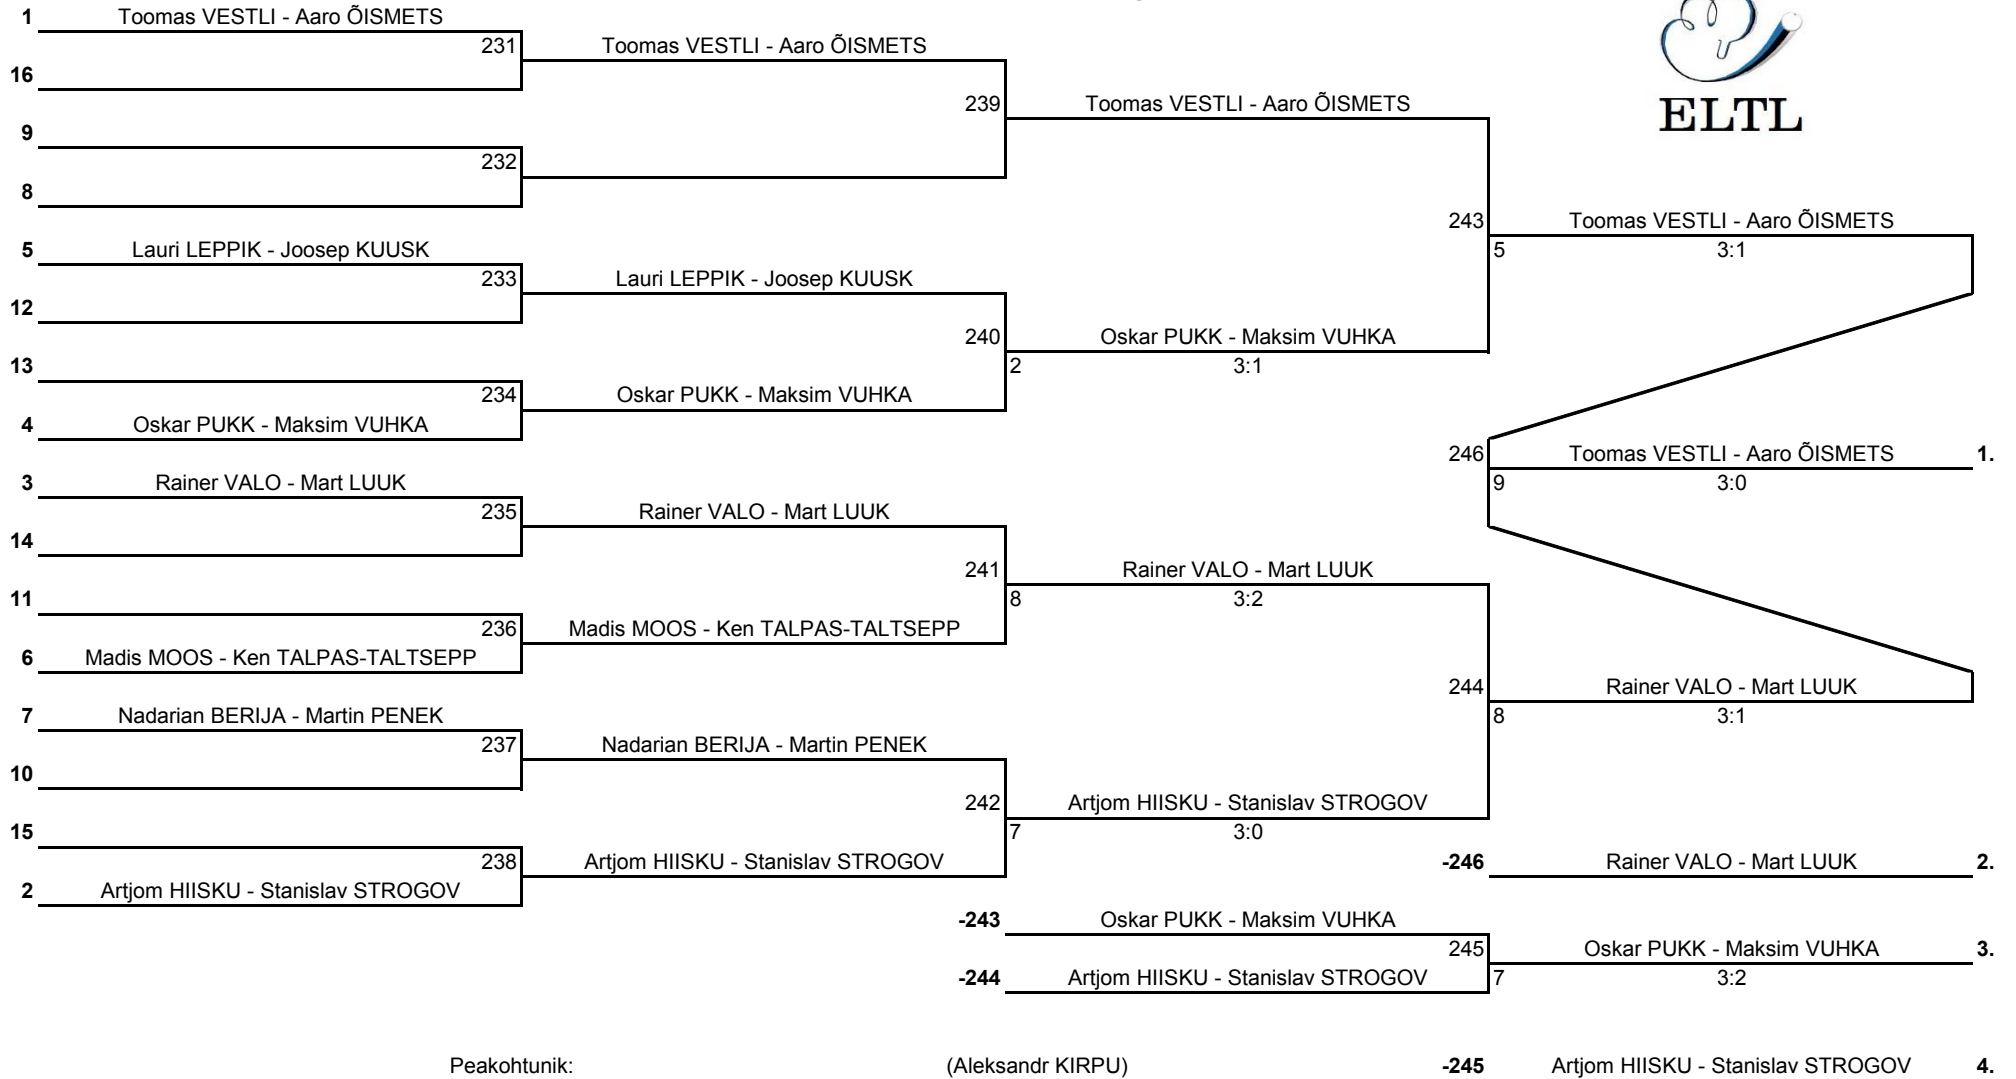 1 Toomas VESTLI - Aaro ÕISMETS
231 Toomas VESTLI - Aaro ÕISMETS
16
239 Toomas VESTLI - Aaro ÕISMETS
ELTL
9
232
8
243 Toomas VESTLI - Aaro ÕISMETS
5 Lauri LEPPIK - Joosep KUUSK
5 3:1
233 Lauri LEPPIK - Joosep KUUSK
12
240 Oskar PUKK - Maksim VUHKA
13
2 3:1
234 Oskar PUKK - Maksim VUHKA
4 Oskar PUKK - Maksim VUHKA
246 Toomas VESTLI - Aaro ÕISMETS 1.
3 Rainer VALO - Mart LUUK
9 3:0
235 Rainer VALO - Mart LUUK
14
241 Rainer VALO - Mart LUUK
11
8 3:2
236 Madis MOOS - Ken TALPAS-TALTSEPP
6 Madis MOOS - Ken TALPAS-TALTSEPP
244 Rainer VALO - Mart LUUK
7 Nadarian BERIJA - Martin PENEK
8 3:1
237 Nadarian BERIJA - Martin PENEK
10
242 Artjom HIISKU - Stanislav STROGOV
15
7 3:0
238 Artjom HIISKU - Stanislav STROGOV
-246 Rainer VALO - Mart LUUK 2.
2 Artjom HIISKU - Stanislav STROGOV
-243 Oskar PUKK - Maksim VUHKA
245 Oskar PUKK - Maksim VUHKA 3.
-244 Artjom HIISKU - Stanislav STROGOV
7 3:2
Peakohtunik: (Aleksandr KIRPU)
-245 Artjom HIISKU - Stanislav STROGOV 4.